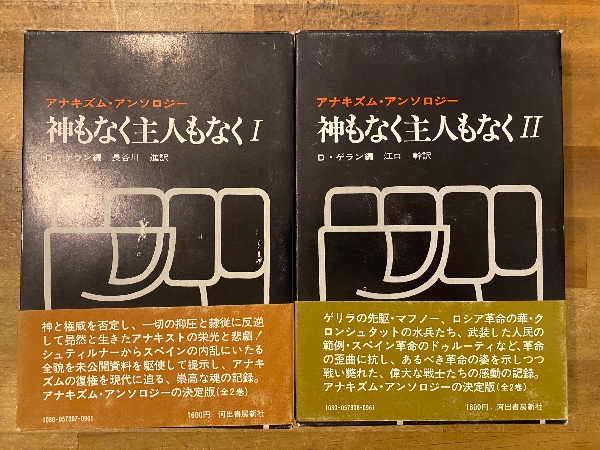 アナキズム・アンソロジー
神もなく主人もなく I
D・ゲラン編 長谷川 進訳
神と権威を否定し、一切の抑圧と隷従に反逆
して昂然と生きたアナキストの栄光と悲劇!
シュティルナーからスペインの内乱にいたる
全貌を未公開資料を駆使して提示し、アナキ
ズムの復権を現代に迫る、崇高な魂の記録。
アナキズム・アンソロジーの決定版(全2巻)
1030-057907-0961
1600円 河出書房新社
アナキズム・アンソロジー
神もなく主人もなく II
D・ゲラン編 江口 幹訳
ゲリラの先駆・マフノー、ロシア革命の華・ク
ロンシュタットの水兵たち、武装した人民の
範例・スペイン革命のドゥルーティなど、革命
の歪曲に抗し、あるべき革命の姿を示しつつ
戦い斃れた、偉大な戦士たちの感動の記録。
アナキズム・アンソロジーの決定版(全2巻)
1030-057908-0961
1600円 河出書房新社